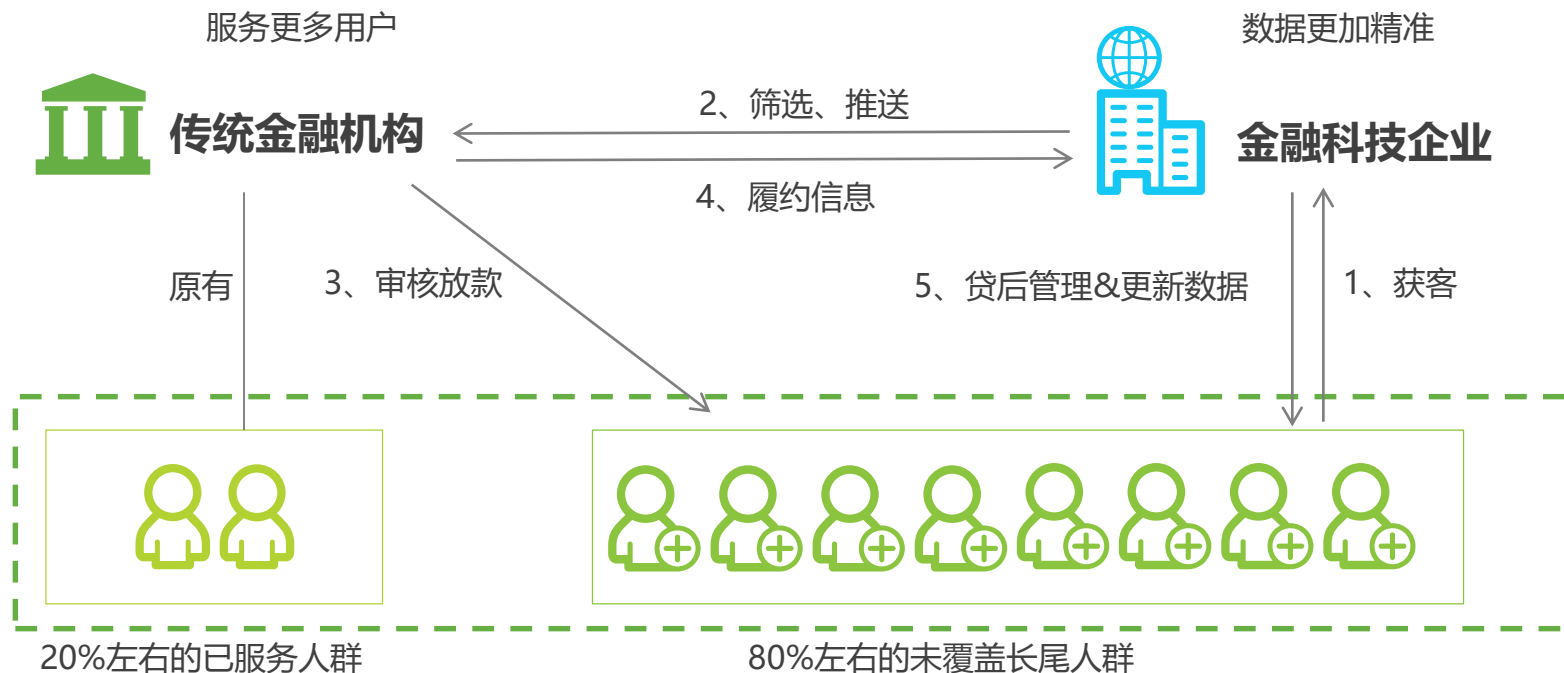 服务更多用户
数据更加精准
传统金融机构
2、筛选、推送
金融科技企业
4、履约信息
原有
3、审核放款
5、贷后管理&更新数据
1、获客
20%左右的已服务人群
80%左右的未覆盖长尾人群